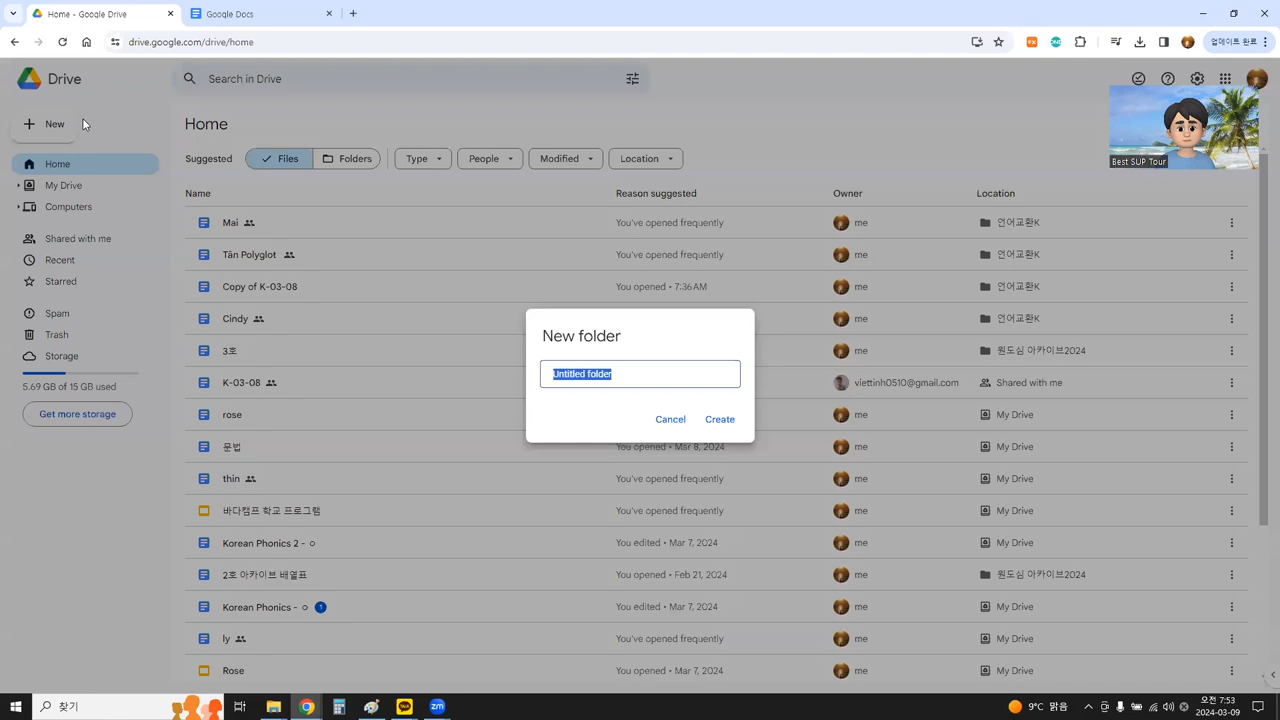 Home - Google Drive
Google Docs
drive.google.com/drive/home
업데이트 완료
Drive
Search in Drive
New
Home
My Drive
Computers
Shared with me
Recent
Starred
Spam
Trash
Storage
5.69 GB of 15 GB used
Get more storage
Home
Best SUP Tour
Suggested Files Folders Type People Modified Location
Name Reason suggested Owner Location
Mai You've opened frequently me 언어교환K
Tân Polyglot You've opened frequently me 언어교환K
Copy of K-03-08 You opened • 7:36 AM me 언어교환K
Cindy me 언어교환K
3호 me 원도심 아카이브2024
K-03-08 viettinh0510@gmail.com Shared with me
rose me My Drive
문법 You opened • Mar 8, 2024 me My Drive
thin You've opened frequently me My Drive
바다캠프 학교 프로그램 You've opened frequently me My Drive
Korean Phonics 2 - ㅇ You edited • Mar 7, 2024 me My Drive
2호 아카이브 배열표 You opened • Feb 21, 2024 me 원도심 아카이브2024
Korean Phonics - ㅇ 1 You edited • Mar 7, 2024 me My Drive
ly You've opened frequently me My Drive
Rose You opened • Mar 7, 2024 me My Drive
New folder
Untitled folder
Cancel Create
찾기
TALK
zm
9°C 맑음
오전 7:53
2024-03-09